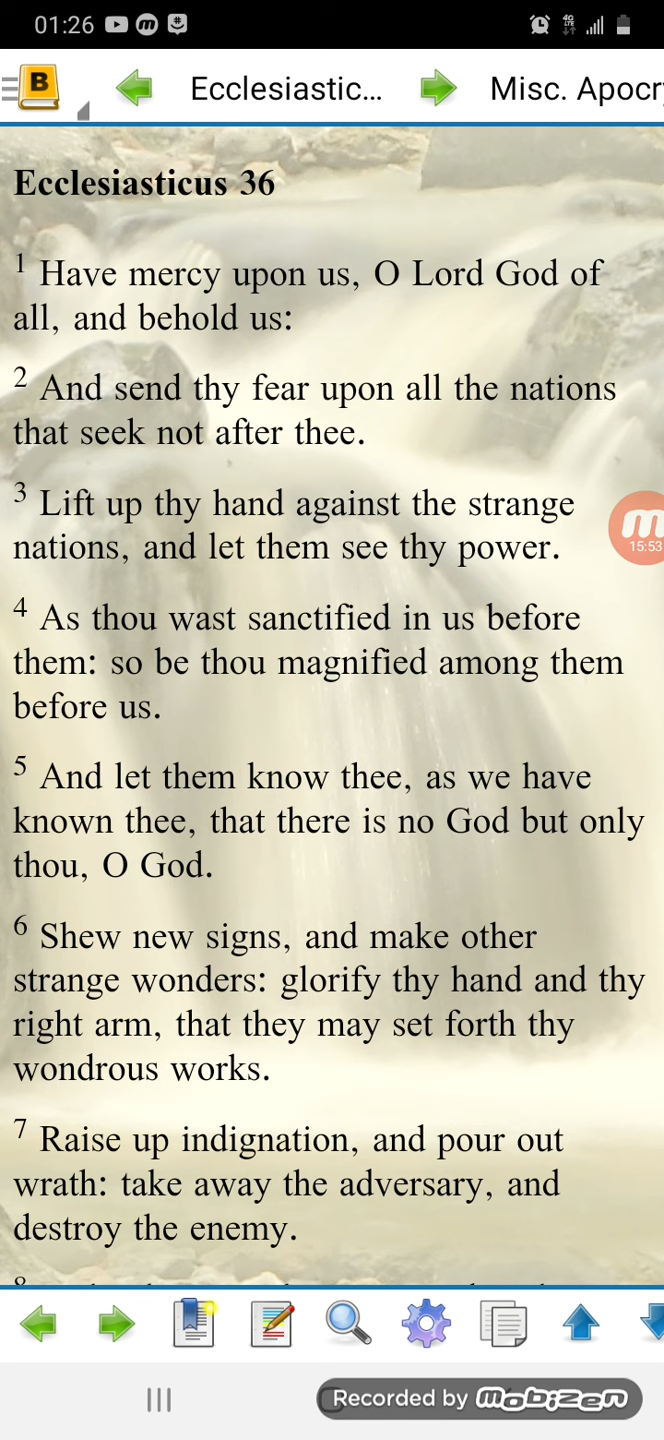 01:26
Ecclesiastic... Misc. Apocr
Ecclesiasticus 36
1 Have mercy upon us, O Lord God of
all, and behold us:
2 And send thy fear upon all the nations
that seek not after thee.
3 Lift up thy hand against the strange
nations, and let them see thy power.
15:53
4 As thou wast sanctified in us before
them: so be thou magnified among them
before us.
5 And let them know thee, as we have
known thee, that there is no God but only
thou, O God.
6 Shew new signs, and make other
strange wonders: glorify thy hand and thy
right arm, that they may set forth thy
wondrous works.
7 Raise up indignation, and pour out
wrath: take away the adversary, and
destroy the enemy.
Recorded by mobizen